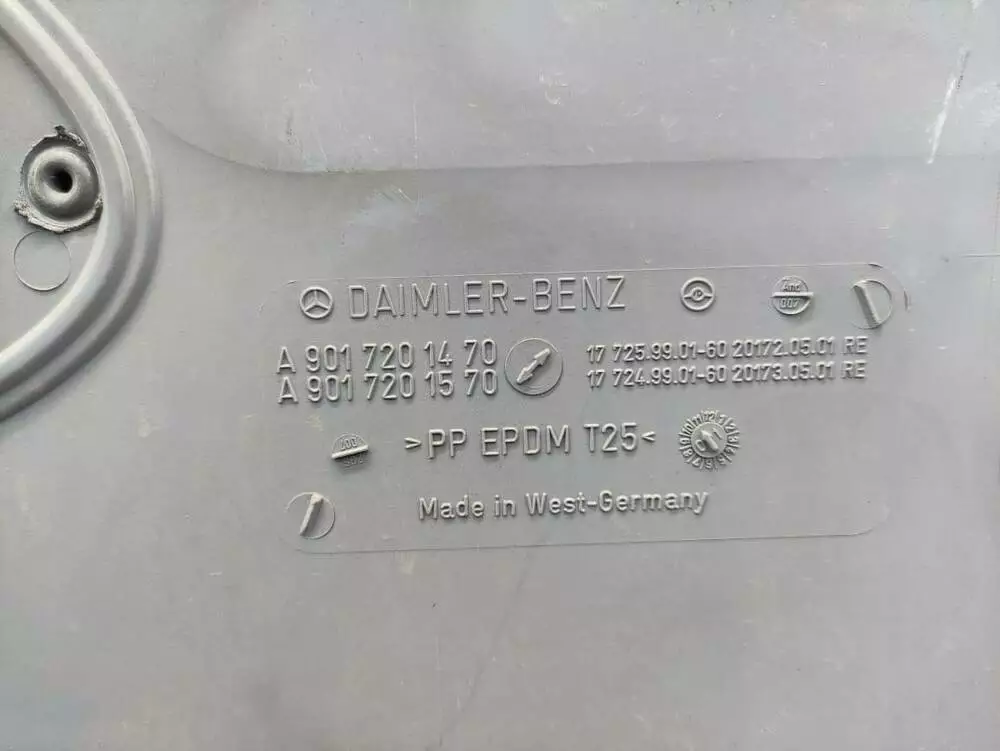 DAIMLER-BENZ
A 901 720 14 70
A 901 720 15 70
17 725.99.01-60 20172.05.01 RE
17 724.99.01-60 20173.05.01 RE
>PP EPDM T25<
Made in West-Germany